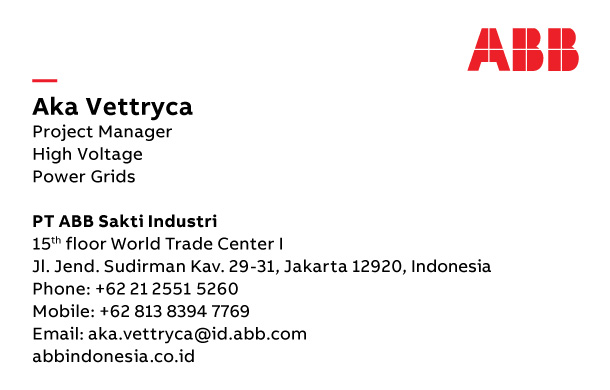 ABB
Aka Vettryca
Project Manager
High Voltage
Power Grids
PT ABB Sakti Industri
15th floor World Trade Center I
Jl. Jend. Sudirman Kav. 29-31, Jakarta 12920, Indonesia
Phone: +62 21 2551 5260
Mobile: +62 813 8394 7769
Email: aka.vettryca@id.abb.com
abbindonesia.co.id